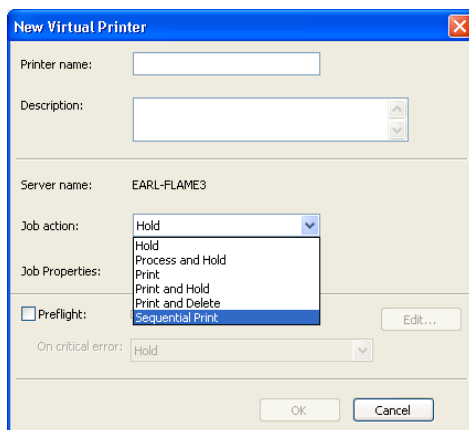 New Virtual Printer
Printer name:
Description:
Server name: EARL-FLAME3
Job action: Hold
Hold
Process and Hold
Job Properties:
Print
Print and Hold
Print and Delete
Sequential Print
Preflight:
Edit...
On critical error: Hold
OK Cancel